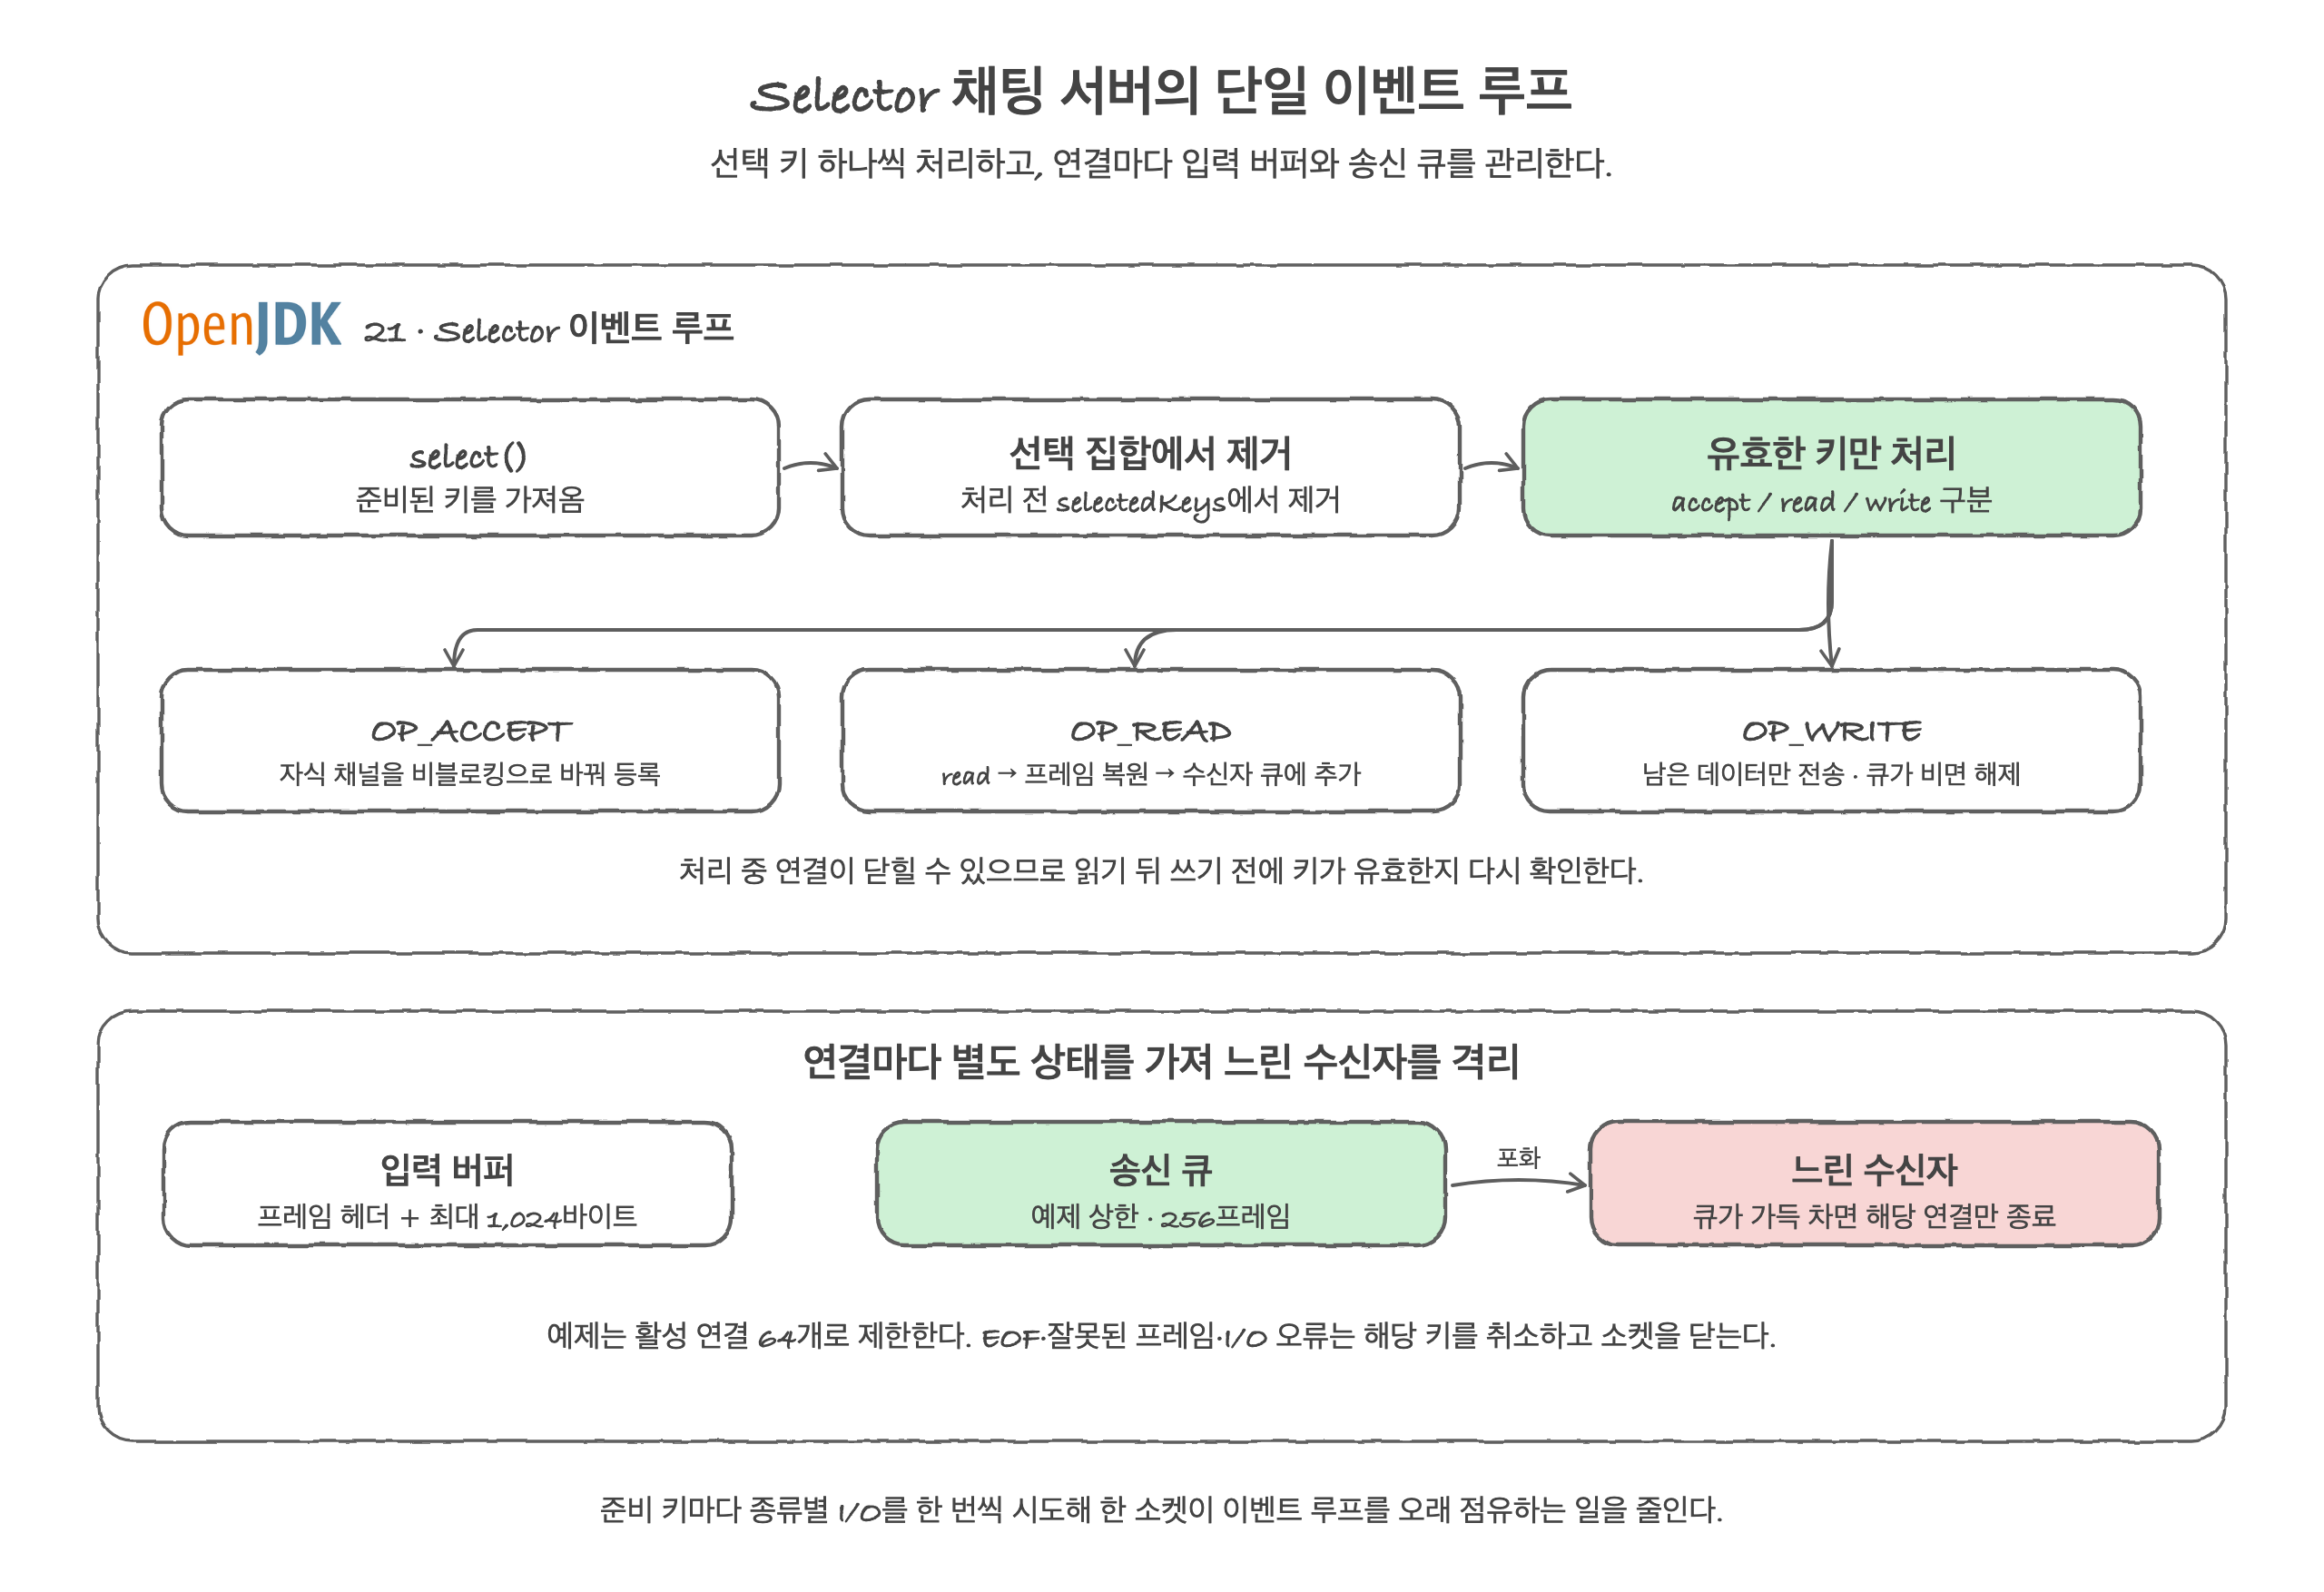 Selector 채팅 서버의 단일 이벤트 루프
선택 키 하나씩 처리하고, 연결마다 입력 버퍼와 송신 큐를 관리한다.
OpenJDK 21 · Selector 이벤트 루프
select()
준비된 키를 가져옴
선택 집합에서 제거
처리 전 selectedKeys에서 제거
유효한 키만 처리
accept / read / write 구분
OP_ACCEPT
자식 채널을 비블로킹으로 바꿔 등록
OP_READ
read → 프레임 복원 → 수신자 큐에 추가
OP_WRITE
남은 데이터만 전송 · 큐가 비면 해제
처리 중 연결이 닫힐 수 있으므로 읽기 뒤 쓰기 전에 키가 유효한지 다시 확인한다.
연결마다 별도 상태를 가져 느린 수신자를 격리
입력 버퍼
프레임 헤더 + 최대 1,024바이트
송신 큐
예제 상한 · 256프레임
포화
느린 수신자
큐가 가득 차면 해당 연결만 종료
예제는 활성 연결 64개로 제한한다. EOF·잘못된 프레임·I/O 오류는 해당 키를 취소하고 소켓을 닫는다.
준비 키마다 종류별 I/O를 한 번씩 시도해 한 소켓이 이벤트 루프를 오래 점유하는 일을 줄인다.